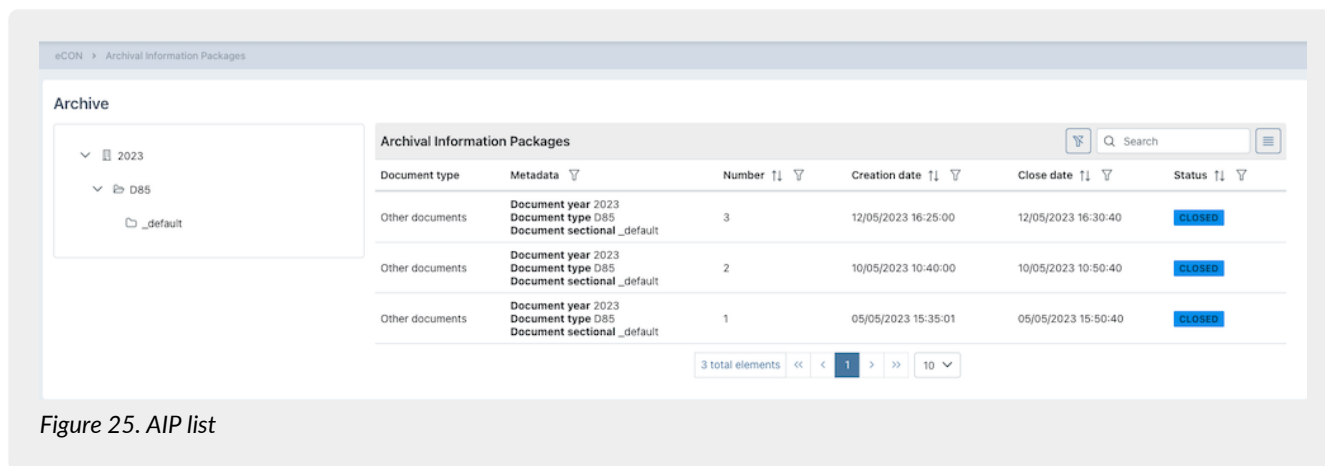 eCON > Archival Information Packages
Archive
2023
D85
_default
Archival Information Packages
Search
Document type Metadata Number Creation date Close date Status
Other documents Document year 2023 Document type D85 Document sectional _default 3 12/05/2023 16:25:00 12/05/2023 16:30:40 CLOSED
Other documents Document year 2023 Document type D85 Document sectional _default 2 10/05/2023 10:40:00 10/05/2023 10:50:40 CLOSED
Other documents Document year 2023 Document type D85 Document sectional _default 1 05/05/2023 15:35:01 05/05/2023 15:50:40 CLOSED
3 total elements « < 1 > » 10
Figure 25. AIP list